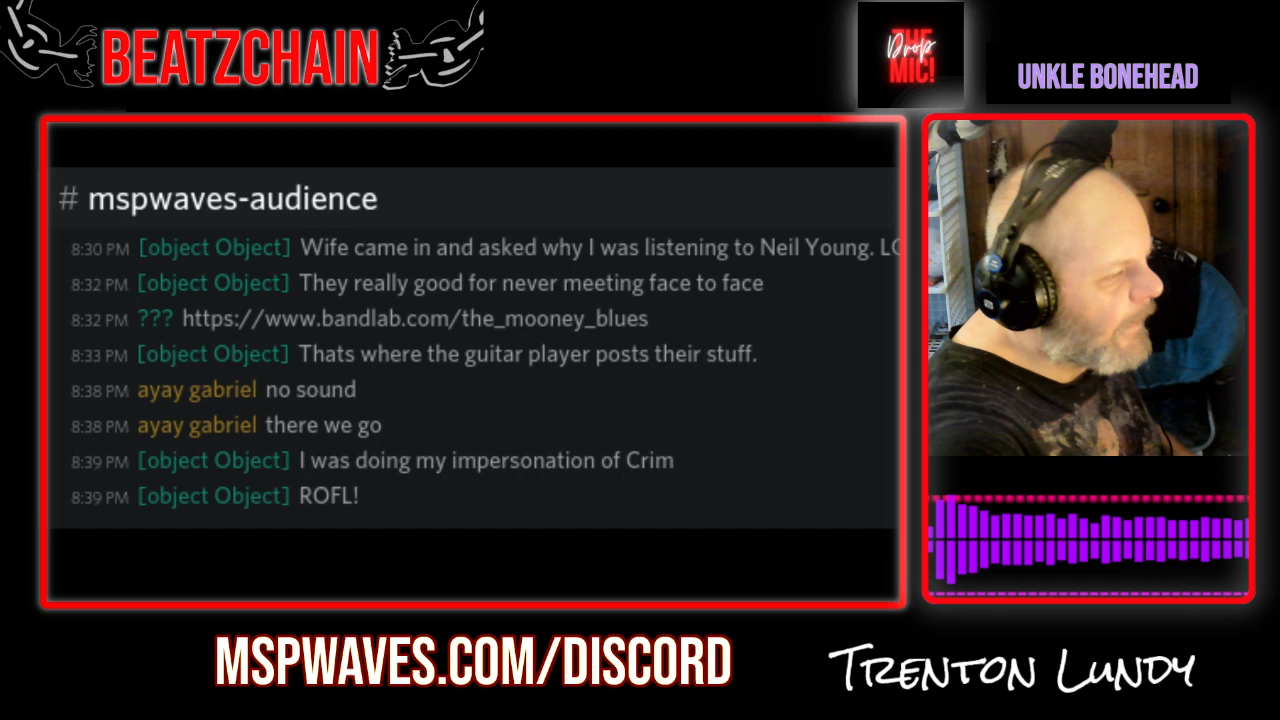 BEATZCHAIN
THE
Drop
MIC!
UNKLE BONEHEAD
# mspwaves-audience
8:30 PM [object Object] Wife came in and asked why I was listening to Neil Young. LO
8:32 PM [object Object] They really good for never meeting face to face
8:32 PM ??? https://www.bandlab.com/the_mooney_blues
8:33 PM [object Object] Thats where the guitar player posts their stuff.
8:38 PM ayay gabriel no sound
8:38 PM ayay gabriel there we go
8:39 PM [object Object] I was doing my impersonation of Crim
8:39 PM [object Object] ROFL!
MSPWAVES.COM/DISCORD
TRENTON LUNDY